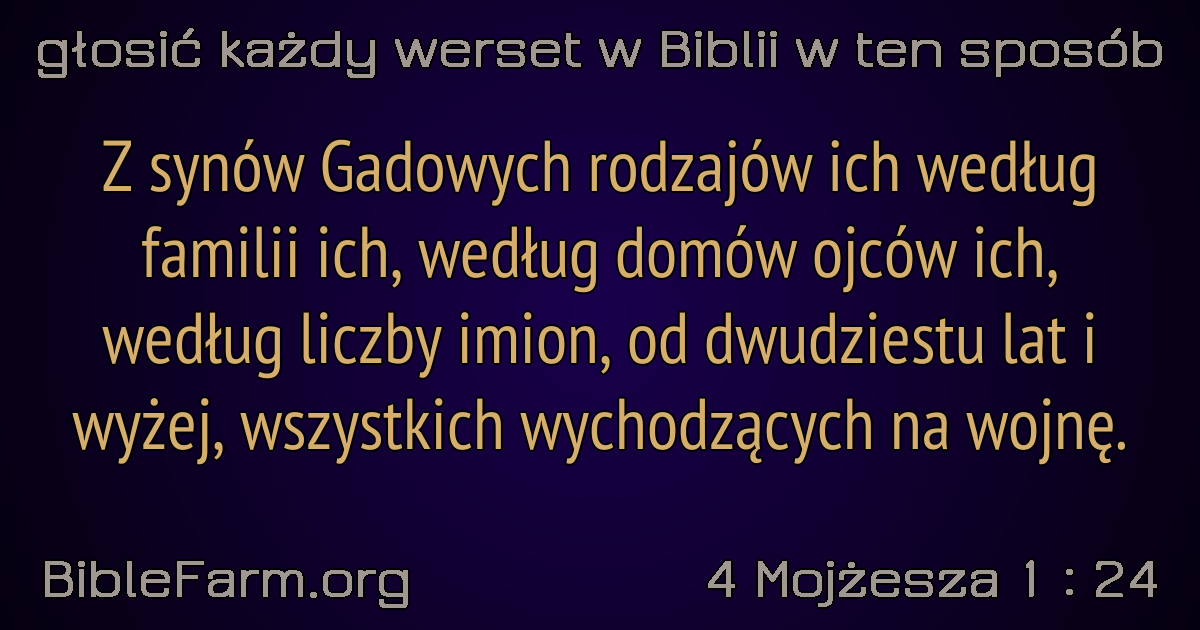 głosić każdy werset w Biblii w ten sposób
Z synów Gadowych rodzajów ich według
familii ich, według domów ojców ich,
według liczby imion, od dwudziestu lat i
wyżej, wszystkich wychodzących na wojnę.
BibleFarm.org
4 Mojżesza 1 : 24